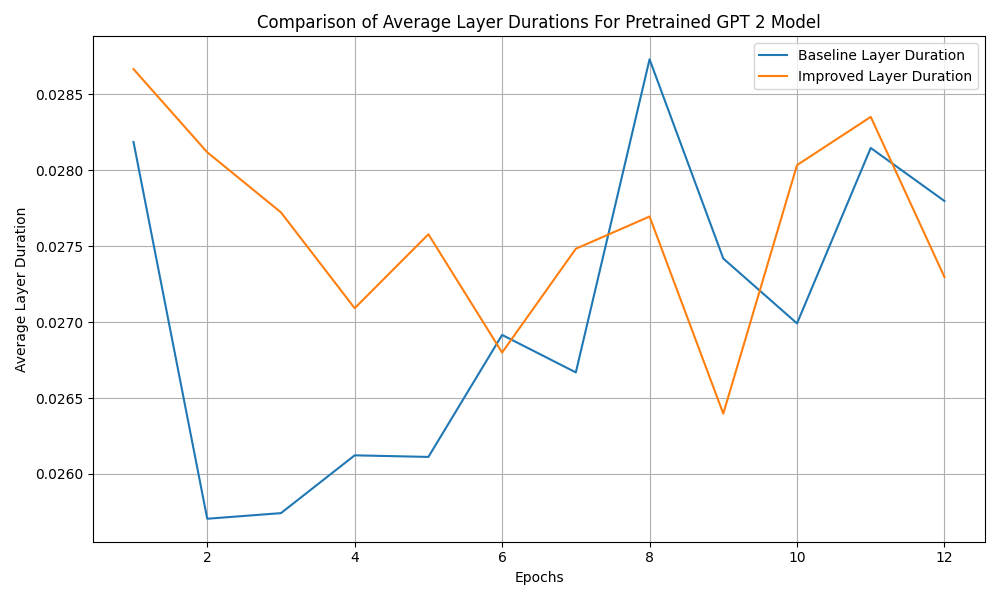 Comparison of Average Layer Durations For Pretrained GPT 2 Model
Baseline Layer Duration
Improved Layer Duration
Average Layer Duration
0.0285
0.0280
0.0275
0.0270
0.0265
0.0260
2 4 6 8 10 12
Epochs